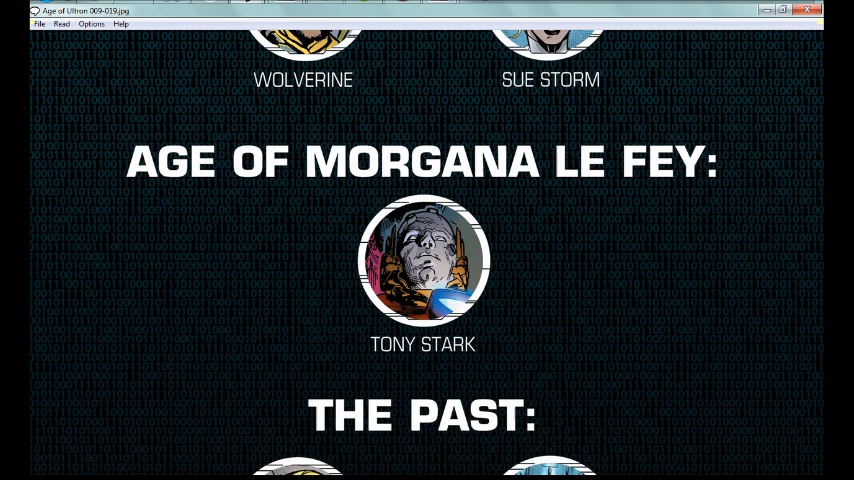 Age of Ultron 009-019.jpg
File Read Options Help
WOLVERINE SUE STORM
AGE OF MORGANA LE FEY:
TONY STARK
THE PAST: